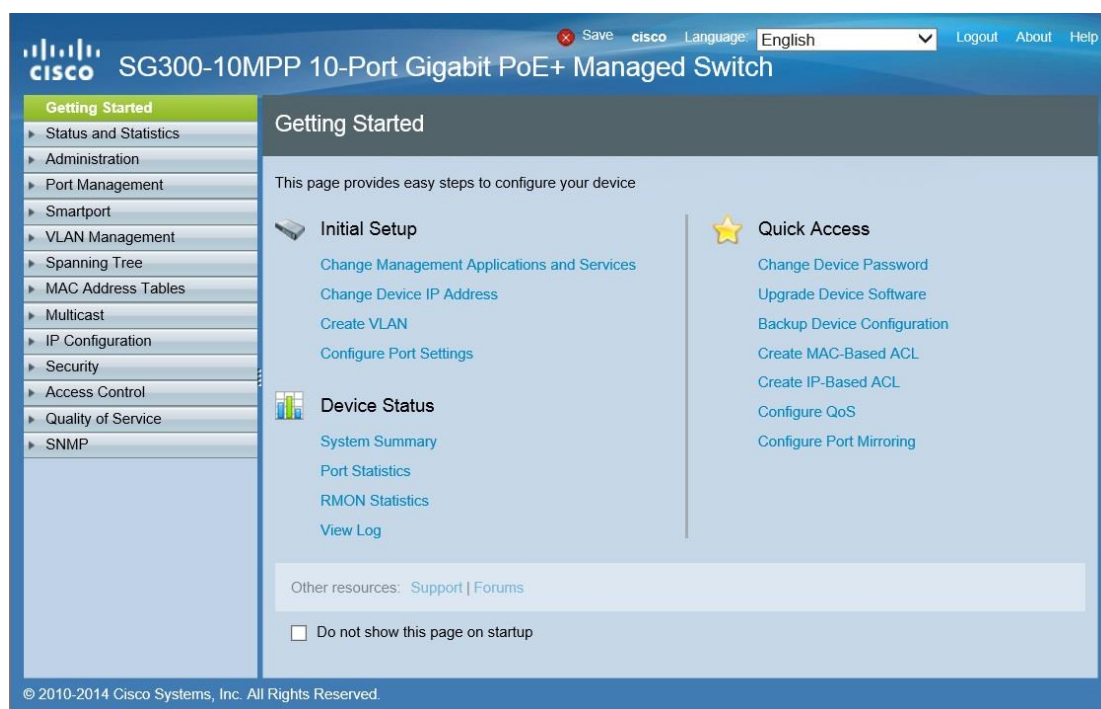 Save cisco Language: English Logout About Help
CISCO SG300-10MPP 10-Port Gigabit PoE+ Managed Switch
Getting Started
Status and Statistics
Administration
Port Management
Smartport
VLAN Management
Spanning Tree
MAC Address Tables
Multicast
IP Configuration
Security
Access Control
Quality of Service
SNMP
Getting Started
This page provides easy steps to configure your device
Initial Setup
Change Management Applications and Services
Change Device IP Address
Create VLAN
Configure Port Settings
Device Status
System Summary
Port Statistics
RMON Statistics
View Log
Quick Access
Change Device Password
Upgrade Device Software
Backup Device Configuration
Create MAC-Based ACL
Create IP-Based ACL
Configure QoS
Configure Port Mirroring
Other resources: Support | Forums
Do not show this page on startup
© 2010-2014 Cisco Systems, Inc. All Rights Reserved.